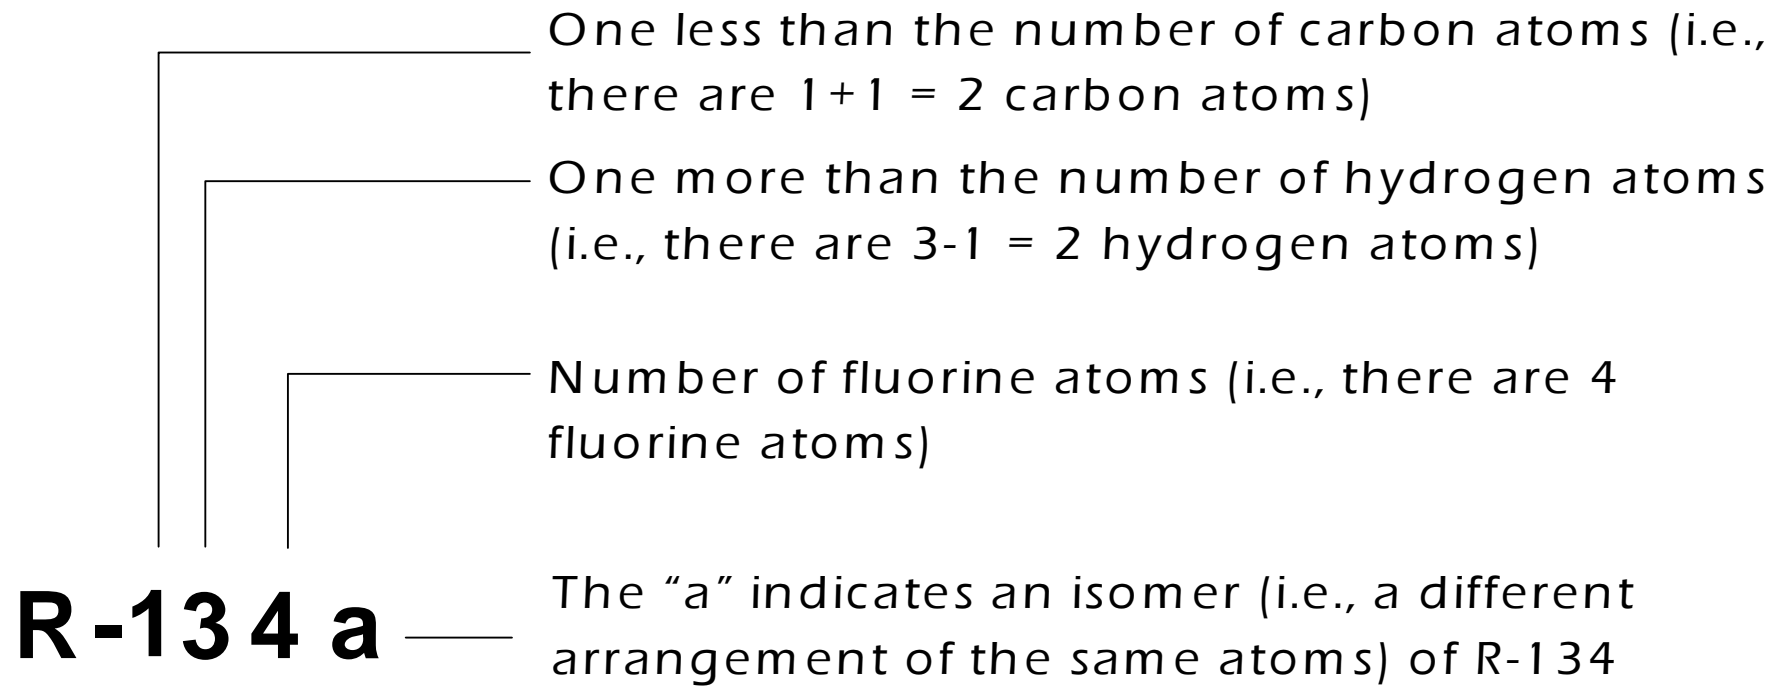 One less than the number of carbon atoms (i.e.,
there are 1+1 = 2 carbon atoms)
One more than the number of hydrogen atoms
(i.e., there are 3-1 = 2 hydrogen atoms)
Number of fluorine atoms (i.e., there are 4
fluorine atoms)
R-134a
The “a” indicates an isomer (i.e., a different
arrangement of the same atoms) of R-134